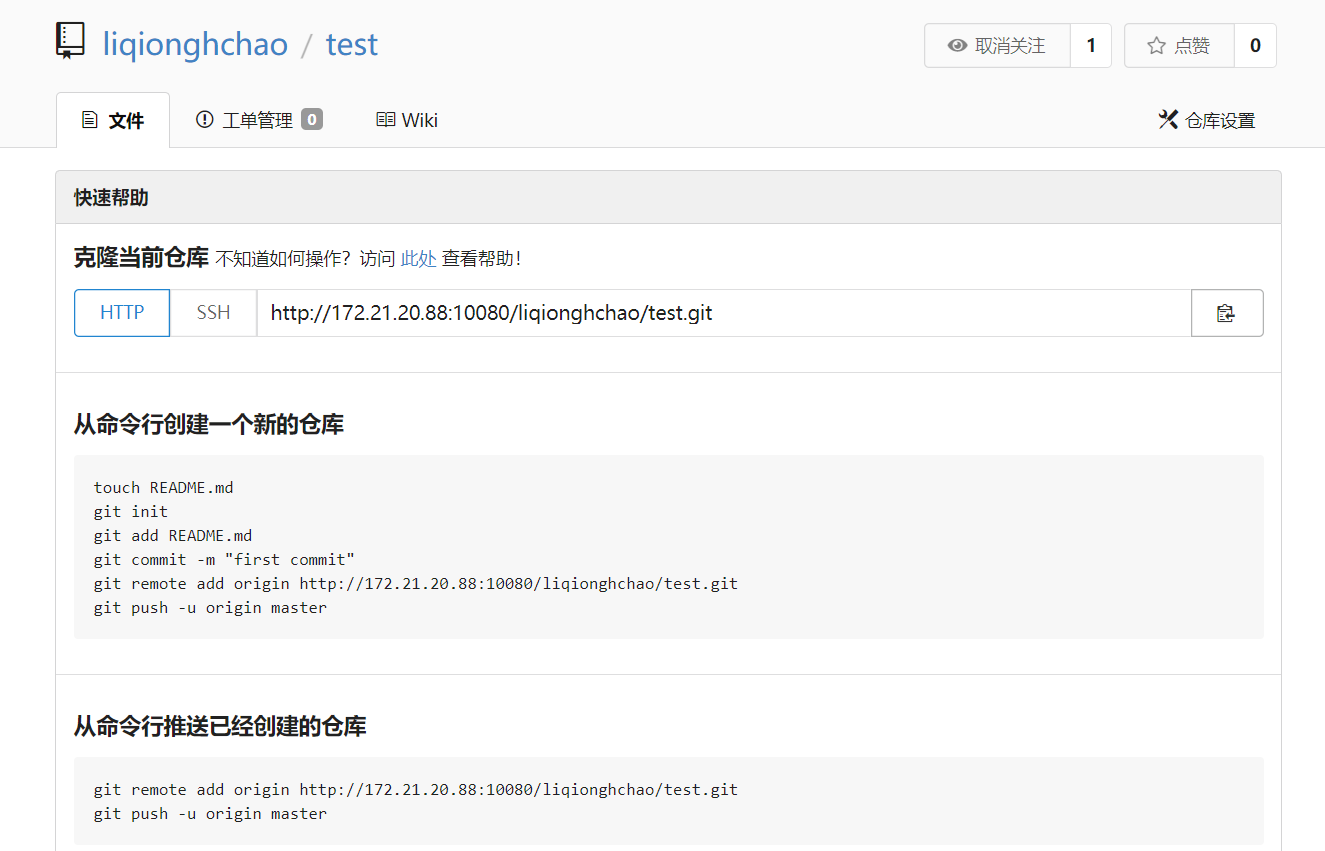 liqionghchao / test
取消关注 1
点赞 0
文件
工单管理 0
Wiki
仓库设置
快速帮助
克隆当前仓库 不知道如何操作？访问 此处 查看帮助！
HTTP SSH http://172.21.20.88:10080/liqionghchao/test.git
从命令行创建一个新的仓库
touch README.md
git init
git add README.md
git commit -m "first commit"
git remote add origin http://172.21.20.88:10080/liqionghchao/test.git
git push -u origin master
从命令行推送已经创建的仓库
git remote add origin http://172.21.20.88:10080/liqionghchao/test.git
git push -u origin master